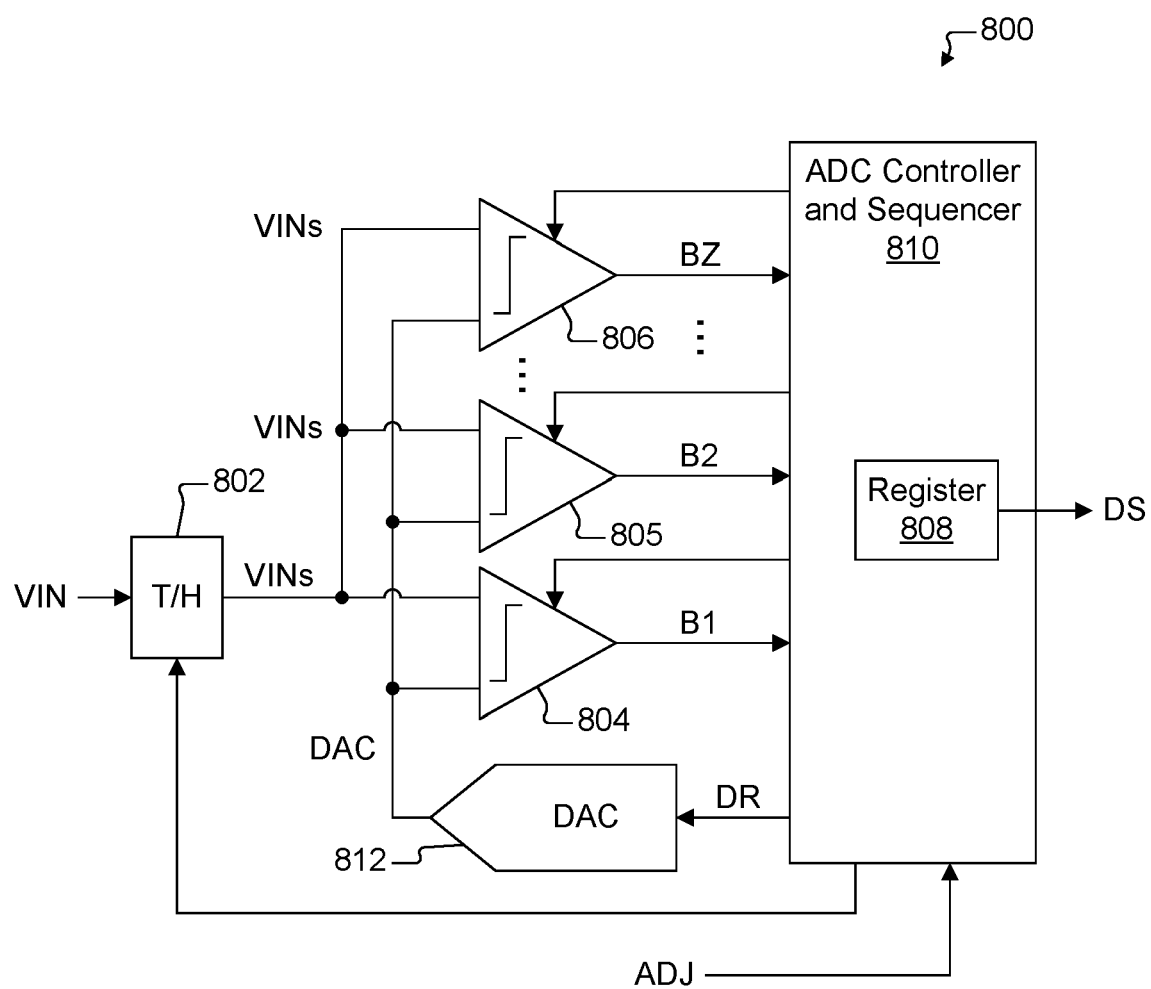 800
ADC Controller
and Sequencer
810
VINs
BZ
806
VINs
B2
805
802
Register
808
DS
VIN
T/H
VINs
B1
804
DAC
DAC
DR
812
ADJ